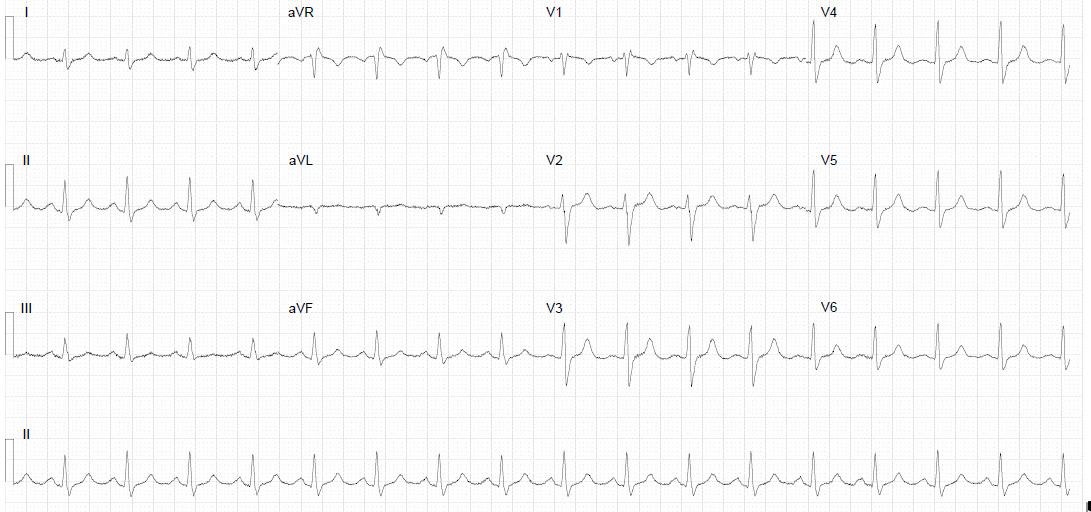 I aVR V1 V4
II aVL V2 V5
III aVF V3 V6
II